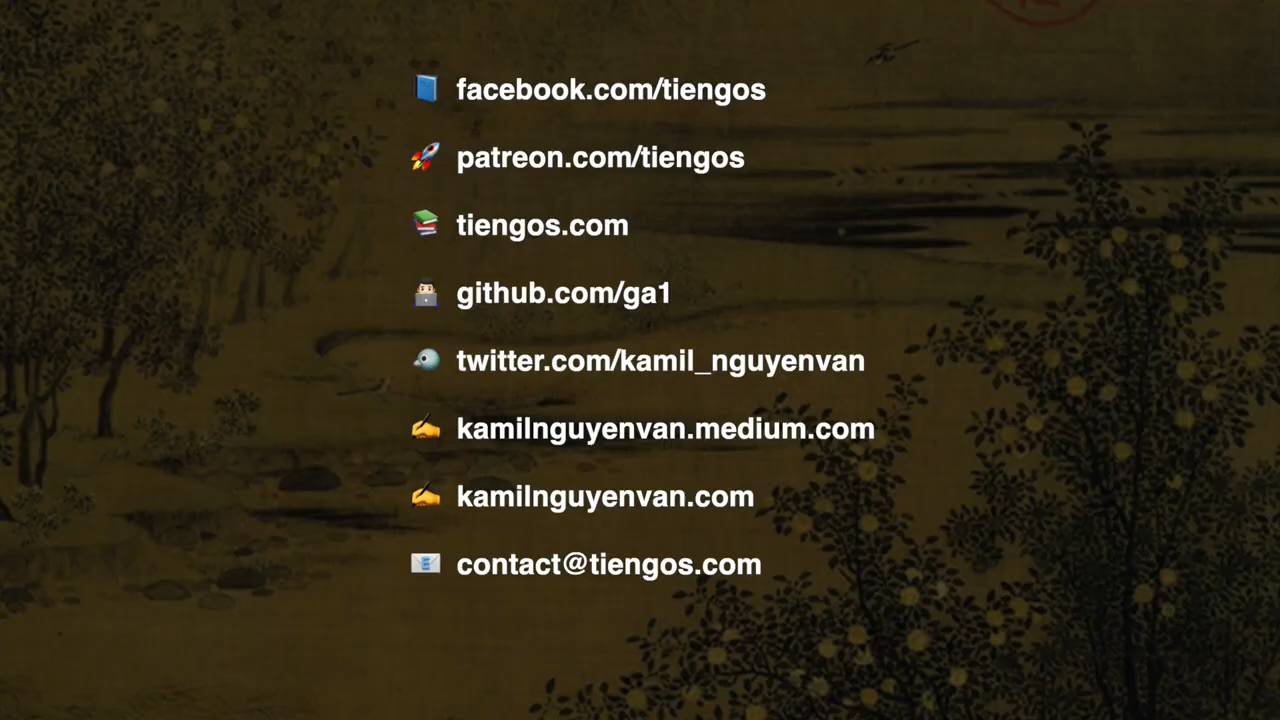 facebook.com/tiengos
patreon.com/tiengos
tiengos.com
github.com/ga1
twitter.com/kamil_nguyenvan
kamilnguyenvan.medium.com
kamilnguyenvan.com
contact@tiengos.com